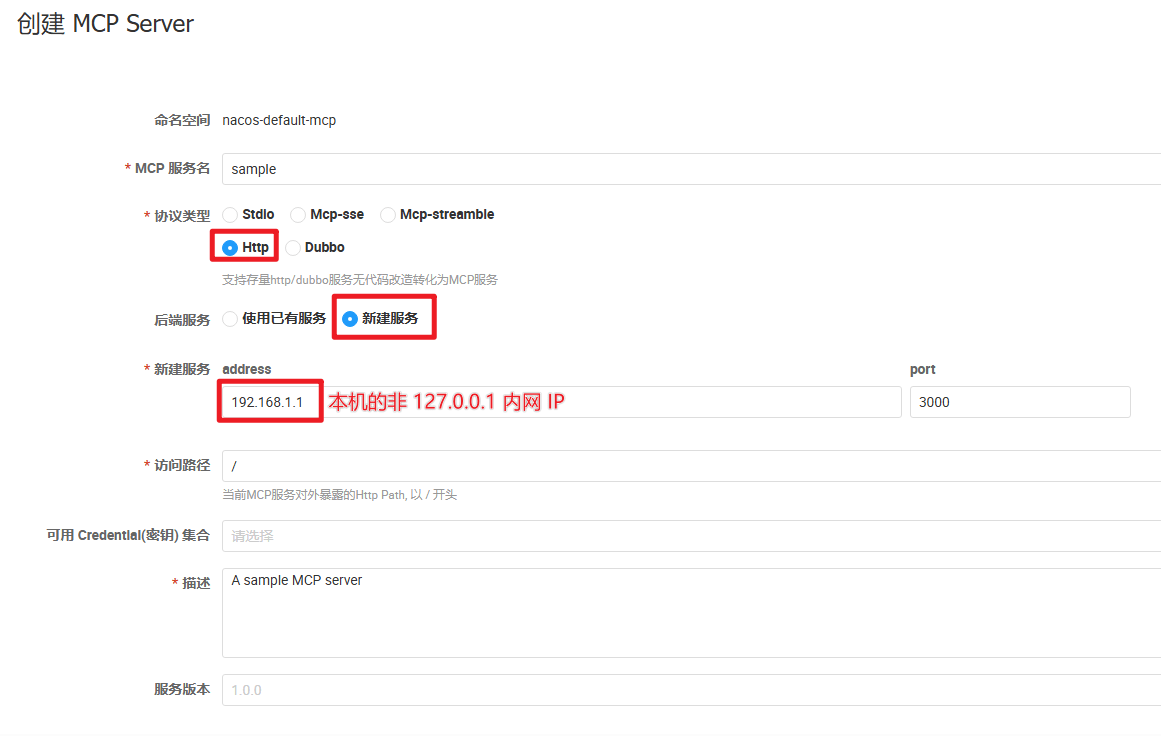 创建 MCP Server
命名空间 nacos-default-mcp
* MCP 服务名 sample
* 协议类型 Stdio Mcp-sse Mcp-streamble
Http Dubbo
支持存量http/dubbo服务无代码改造转化为MCP服务
后端服务 使用已有服务 新建服务
* 新建服务 address port
192.168.1.1 本机的非 127.0.0.1 内网 IP 3000
* 访问路径 /
当前MCP服务对外暴露的Http Path, 以 / 开头
可用 Credential(密钥) 集合 请选择
* 描述 A sample MCP server
服务版本 1.0.0